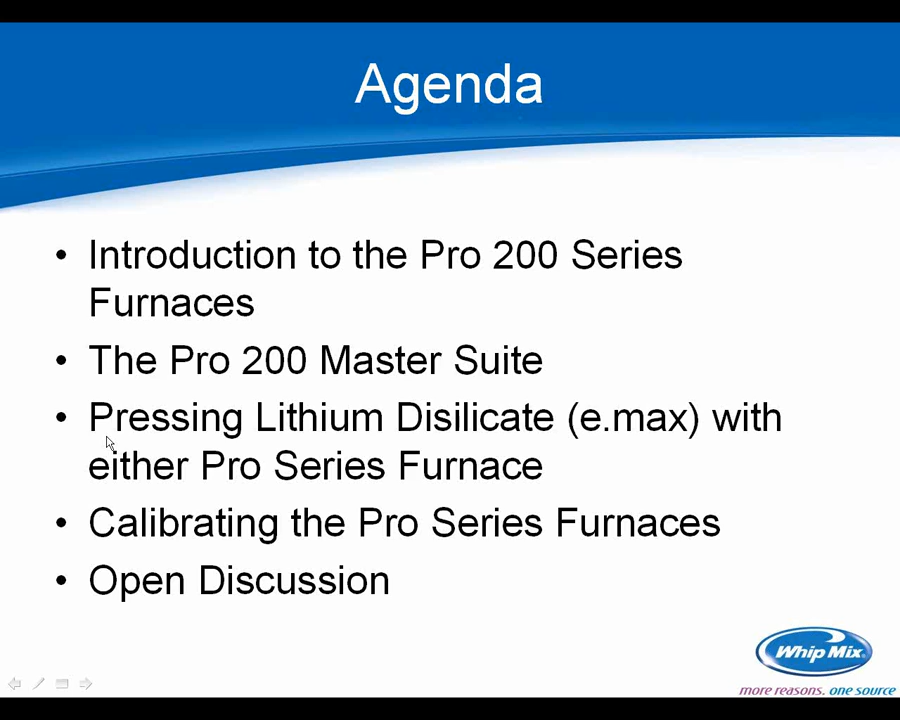 Agenda
• Introduction to the Pro 200 Series
Furnaces
• The Pro 200 Master Suite
• Pressing Lithium Disilicate (e.max) with
either Pro Series Furnace
• Calibrating the Pro Series Furnaces
• Open Discussion
Whip Mix®
more reasons. one source